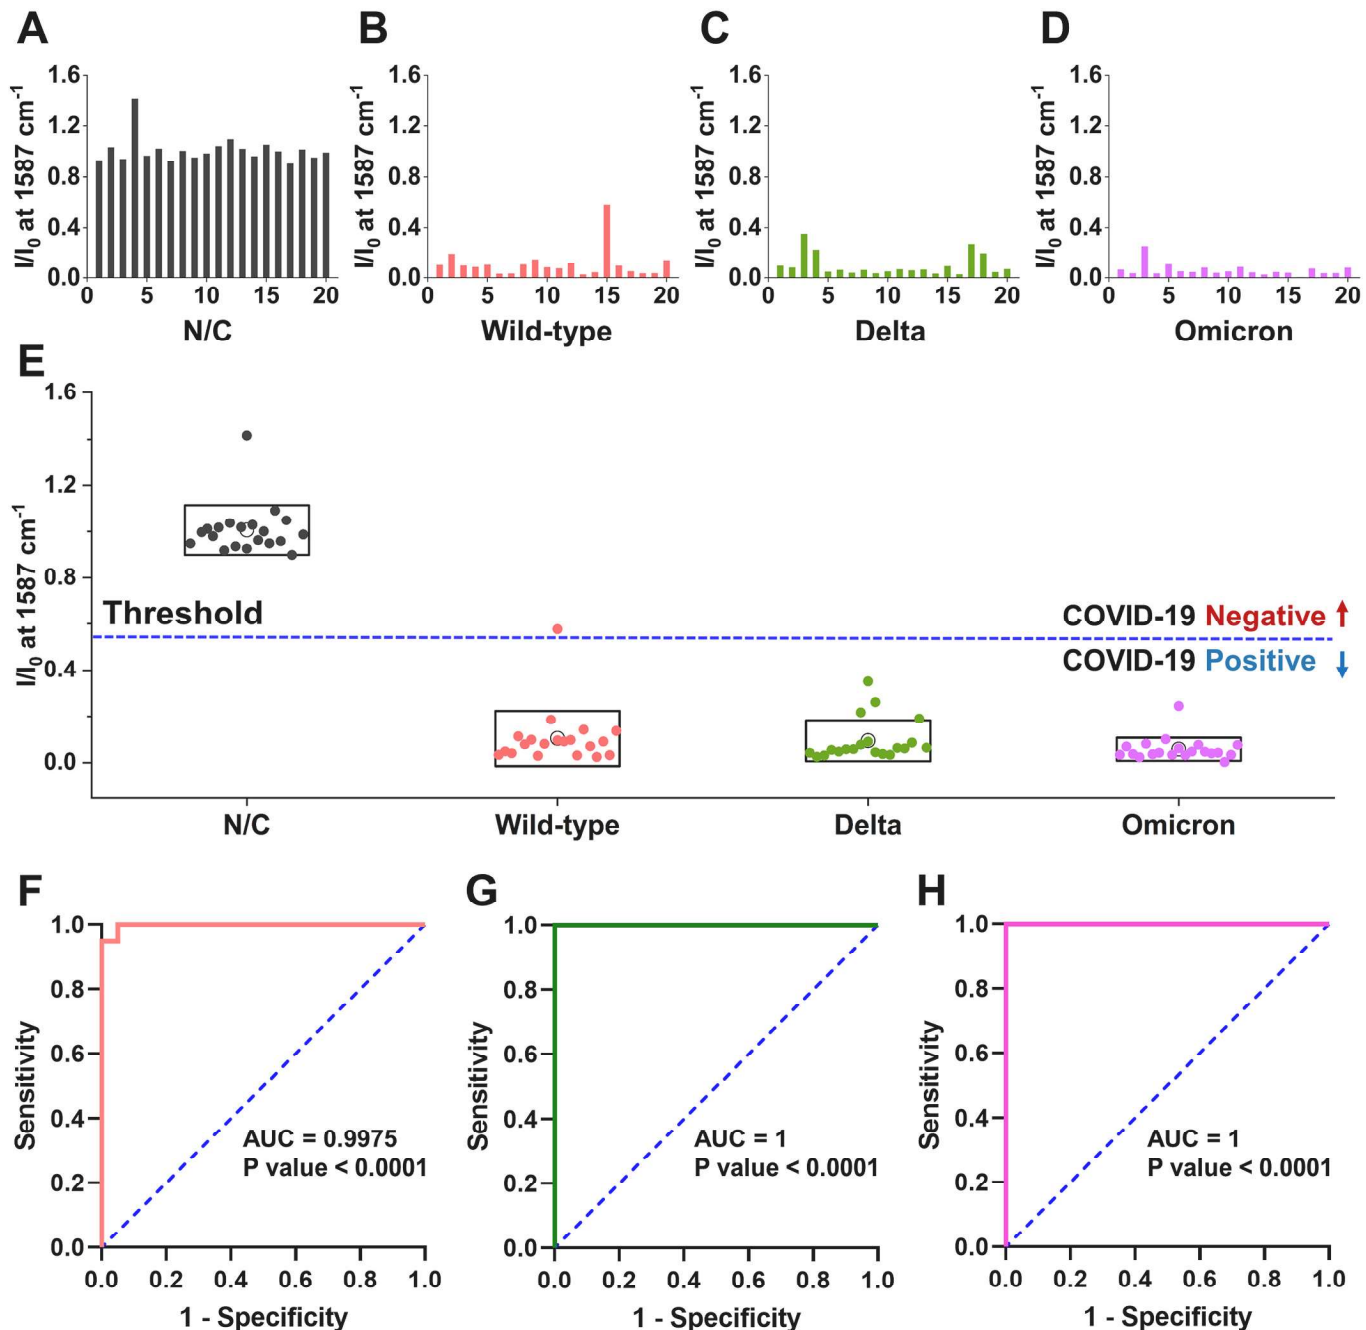 A
B
C
D
I/I0 at 1587 cm-1
1.6
1.2
0.8
0.4
0.0
0 5 10 15 20
N/C
I/I0 at 1587 cm-1
1.6
1.2
0.8
0.4
0.0
0 5 10 15 20
Wild-type
I/I0 at 1587 cm-1
1.6
1.2
0.8
0.4
0.0
0 5 10 15 20
Delta
I/I0 at 1587 cm-1
1.6
1.2
0.8
0.4
0.0
0 5 10 15 20
Omicron
E
I/I0 at 1587 cm-1
1.6
1.2
0.8
0.4
0.0
Threshold
COVID-19 Negative ↑
COVID-19 Positive ↓
N/C Wild-type Delta Omicron
F
Sensitivity
1.0
0.8
0.6
0.4
0.2
0.0
AUC = 0.9975
P value < 0.0001
0.0 0.2 0.4 0.6 0.8 1.0
1 - Specificity
G
Sensitivity
1.0
0.8
0.6
0.4
0.2
0.0
AUC = 1
P value < 0.0001
0.0 0.2 0.4 0.6 0.8 1.0
1 - Specificity
H
Sensitivity
1.0
0.8
0.6
0.4
0.2
0.0
AUC = 1
P value < 0.0001
0.0 0.2 0.4 0.6 0.8 1.0
1 - Specificity